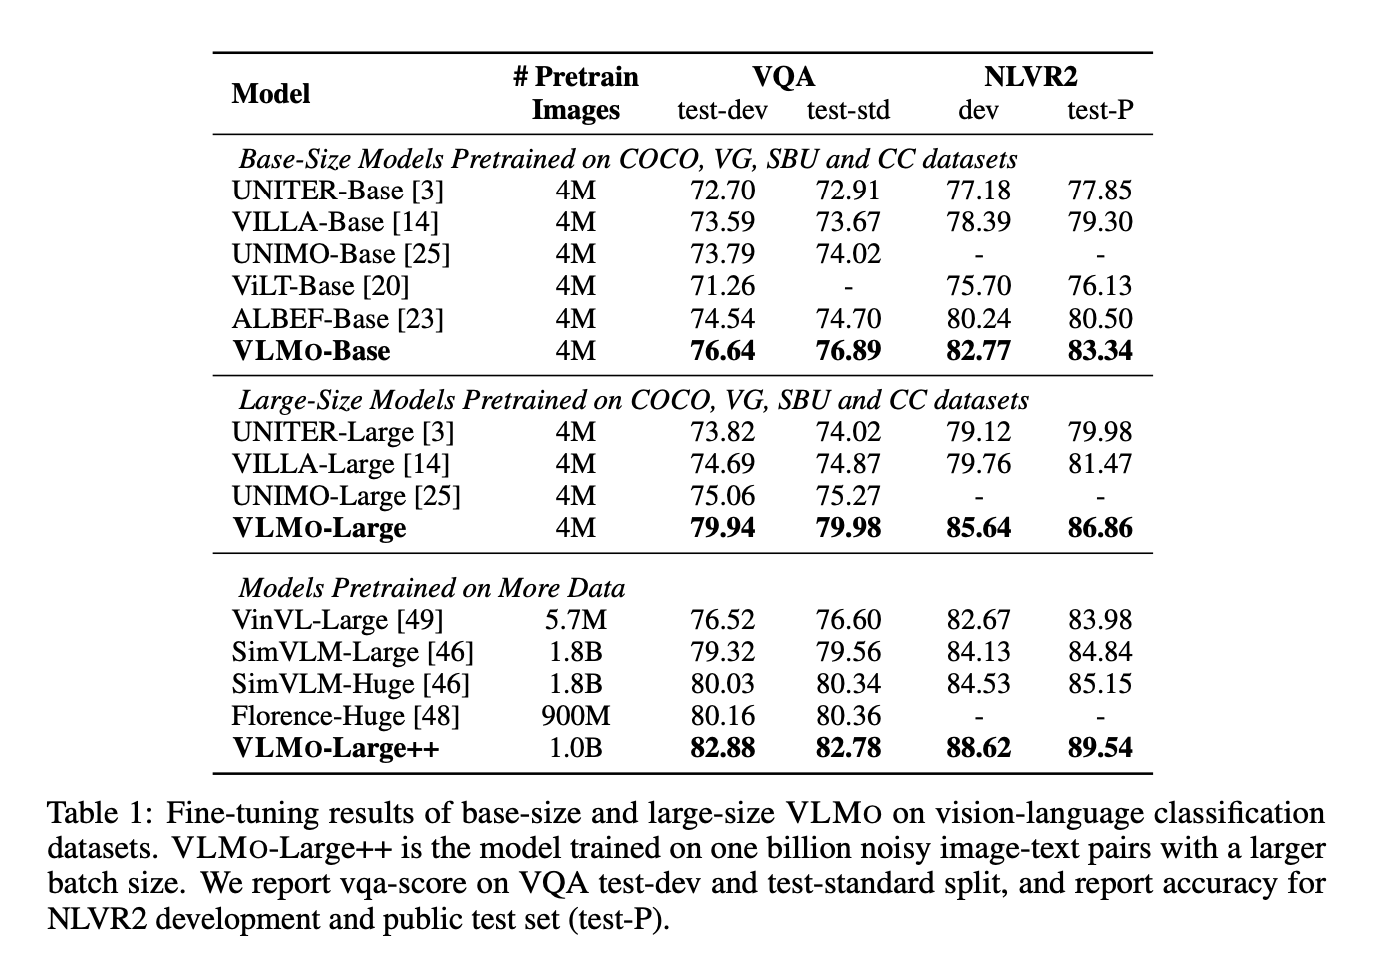 Model # Pretrain Images VQA NLVR2
test-dev test-std dev test-P
Base-Size Models Pretrained on COCO, VG, SBU and CC datasets
UNITER-Base [3] 4M 72.70 72.91 77.18 77.85
VILLA-Base [14] 4M 73.59 73.67 78.39 79.30
UNIMO-Base [25] 4M 73.79 74.02 - -
ViLT-Base [20] 4M 71.26 - 75.70 76.13
ALBEF-Base [23] 4M 74.54 74.70 80.24 80.50
VLMO-Base 4M 76.64 76.89 82.77 83.34
Large-Size Models Pretrained on COCO, VG, SBU and CC datasets
UNITER-Large [3] 4M 73.82 74.02 79.12 79.98
VILLA-Large [14] 4M 74.69 74.87 79.76 81.47
UNIMO-Large [25] 4M 75.06 75.27 - -
VLMO-Large 4M 79.94 79.98 85.64 86.86
Models Pretrained on More Data
VinVL-Large [49] 5.7M 76.52 76.60 82.67 83.98
SimVLM-Large [46] 1.8B 79.32 79.56 84.13 84.84
SimVLM-Huge [46] 1.8B 80.03 80.34 84.53 85.15
Florence-Huge [48] 900M 80.16 80.36 - -
VLMO-Large++ 1.0B 82.88 82.78 88.62 89.54
Table 1: Fine-tuning results of base-size and large-size VLMO on vision-language classification
datasets. VLMO-Large++ is the model trained on one billion noisy image-text pairs with a larger
batch size. We report vqa-score on VQA test-dev and test-standard split, and report accuracy for
NLVR2 development and public test set (test-P).